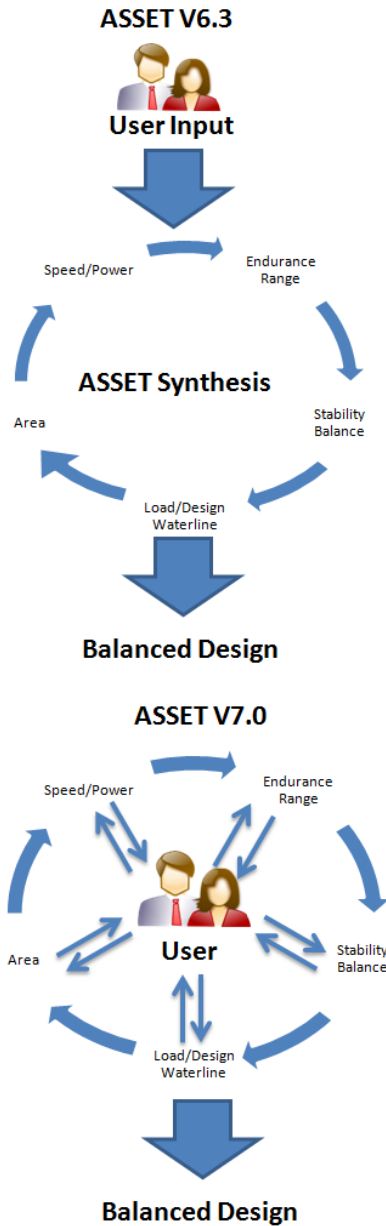 ASSET V6.3
User Input
Speed/Power
Endurance
Range
ASSET Synthesis
Area
Stability
Balance
Load/Design
Waterline
Balanced Design
ASSET V7.0
Speed/Power
Endurance
Range
User
Area
Stability
Balance
Load/Design
Waterline
Balanced Design